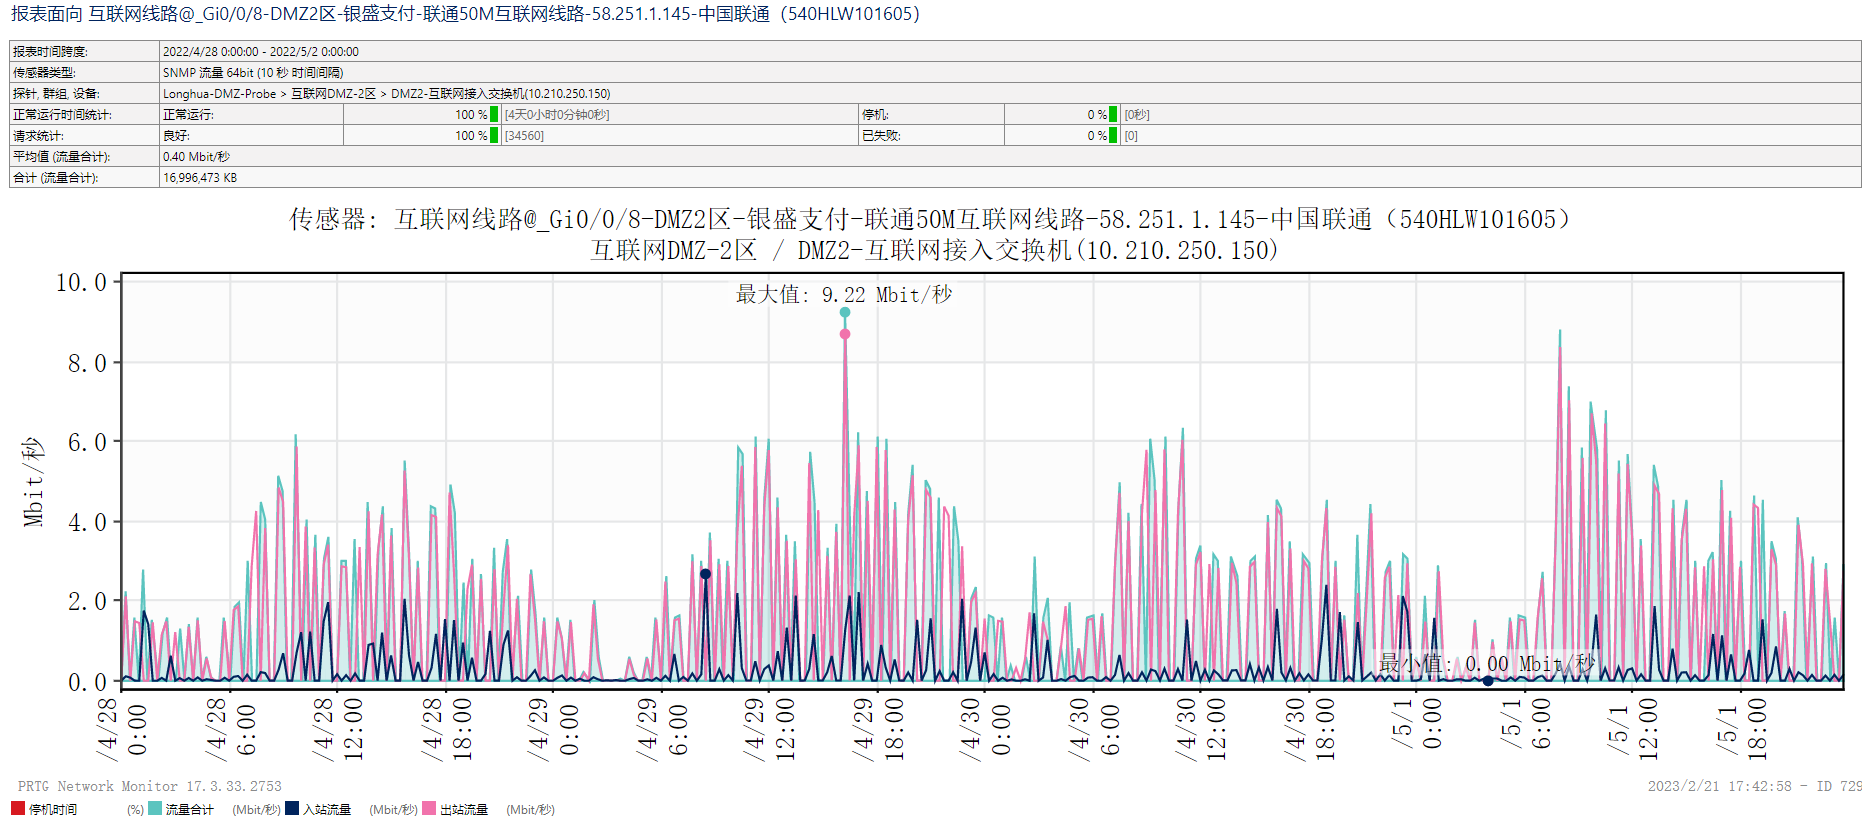 报表面向 互联网线路@_Gi0/0/8-DMZ2区-银盛支付-联通50M互联网线路-58.251.1.145-中国联通（540HLW101605）
报表时间跨度: 2022/4/28 0:00:00 - 2022/5/2 0:00:00
传感器类型: SNMP 流量 64bit (10 秒 时间间隔)
探针, 群组, 设备: Longhua-DMZ-Probe > 互联网DMZ-2区 > DMZ2-互联网接入交换机(10.210.250.150)
正常运行时间统计: 正常运行: 100 % [4天0小时0分钟0秒] 停机: 0 % [0秒]
请求统计: 良好: 100 % [34560] 已失败: 0 % [0]
平均值 (流量合计): 0.40 Mbit/秒
合计 (流量合计): 16,996,473 KB
传感器: 互联网线路@_Gi0/0/8-DMZ2区-银盛支付-联通50M互联网线路-58.251.1.145-中国联通（540HLW101605）
互联网DMZ-2区 / DMZ2-互联网接入交换机(10.210.250.150)
最大值: 9.22 Mbit/秒
最小值: 0.00 Mbit/秒
Mbit/秒
10.0
8.0
6.0
4.0
2.0
0.0
/4/28 0:00
/4/28 6:00
/4/28 12:00
/4/28 18:00
/4/29 0:00
/4/29 6:00
/4/29 12:00
/4/29 18:00
/4/30 0:00
/4/30 6:00
/4/30 12:00
/4/30 18:00
/5/1 0:00
/5/1 6:00
/5/1 12:00
/5/1 18:00
PRTG Network Monitor 17.3.33.2753
2023/2/21 17:42:58 - ID 729
停机时间 (%) 流量合计 (Mbit/秒) 入站流量 (Mbit/秒) 出站流量 (Mbit/秒)